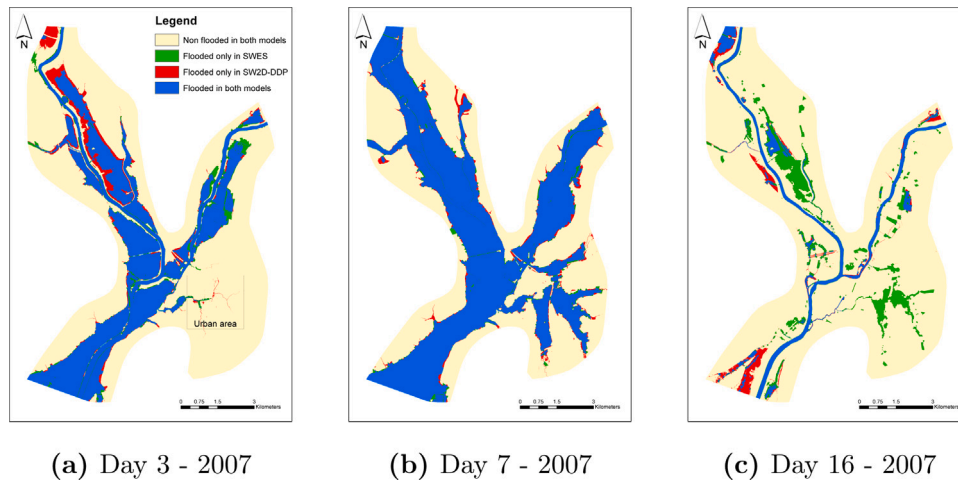 N
Legend
Non flooded in both models
Flooded only in SWES
Flooded only in SW2D-DDP
Flooded in both models
Urban area
0 0.75 1.5 3
Kilometers
N
0 0.75 1.5 3
Kilometers
N
0 0.75 1.5 3
Kilometers
(a) Day 3 - 2007
(b) Day 7 - 2007
(c) Day 16 - 2007